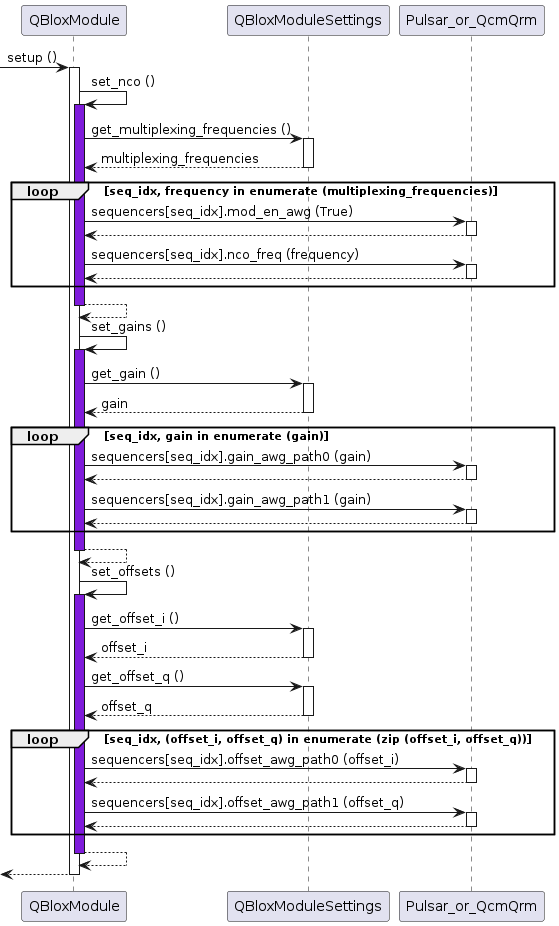 QBloxModule QBloxModuleSettings Pulsar_or_QcmQrm
setup ()
set_nco ()
get_multiplexing_frequencies ()
multiplexing_frequencies
loop [seq_idx, frequency in enumerate (multiplexing_frequencies)]
sequencers[seq_idx].mod_en_awg (True)
sequencers[seq_idx].nco_freq (frequency)
set_gains ()
get_gain ()
gain
loop [seq_idx, gain in enumerate (gain)]
sequencers[seq_idx].gain_awg_path0 (gain)
sequencers[seq_idx].gain_awg_path1 (gain)
set_offsets ()
get_offset_i ()
offset_i
get_offset_q ()
offset_q
loop [seq_idx, (offset_i, offset_q) in enumerate (zip (offset_i, offset_q))]
sequencers[seq_idx].offset_awg_path0 (offset_i)
sequencers[seq_idx].offset_awg_path1 (offset_q)
QBloxModule QBloxModuleSettings Pulsar_or_QcmQrm